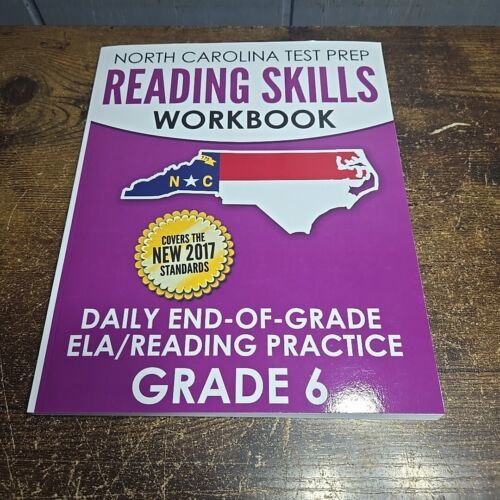 NORTH CAROLINA TEST PREP
READING SKILLS
WORKBOOK
N C
COVERS THE
NEW 2017
STANDARDS
DAILY END-OF-GRADE
ELA/READING PRACTICE
GRADE 6